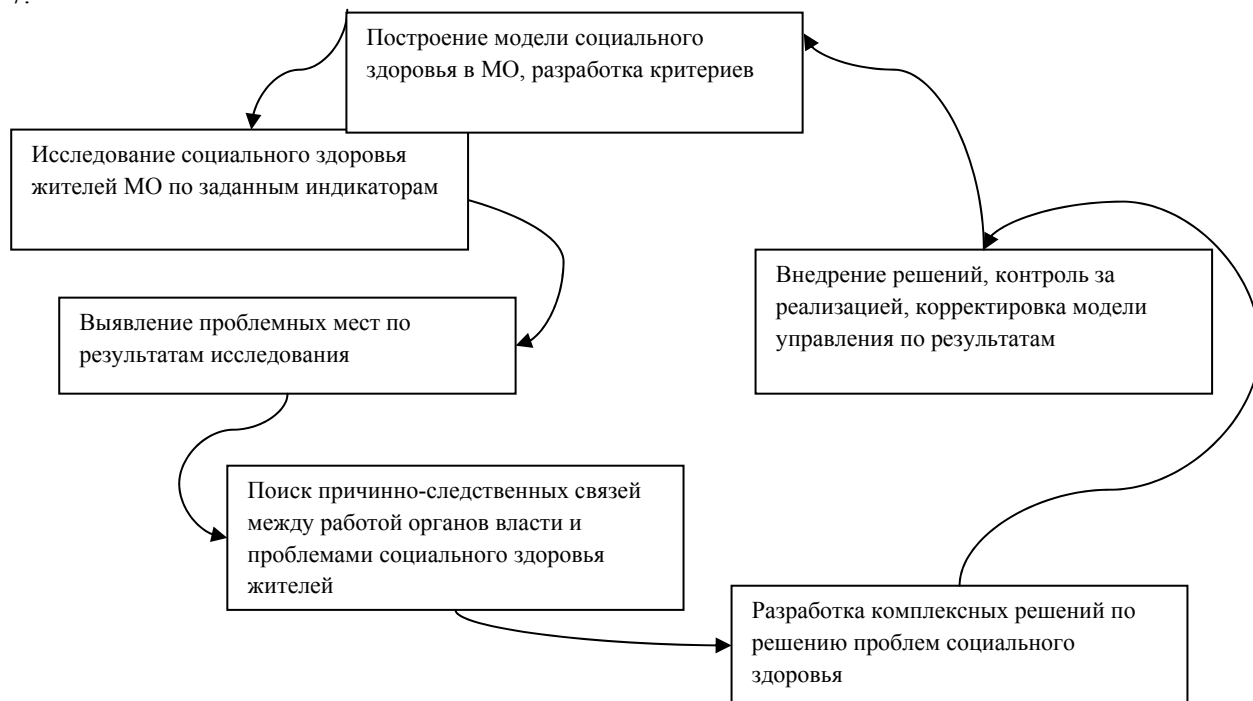 Построение модели социального
здоровья в МО, разработка критериев
Исследование социального здоровья
жителей МО по заданным индикаторам
Выявление проблемных мест по
результатам исследования
Поиск причинно-следственных связей
между работой органов власти и
проблемами социального здоровья
жителей
Разработка комплексных решений по
решению проблем социального
здоровья
Внедрение решений, контроль за
реализацией, корректировка модели
управления по результатам